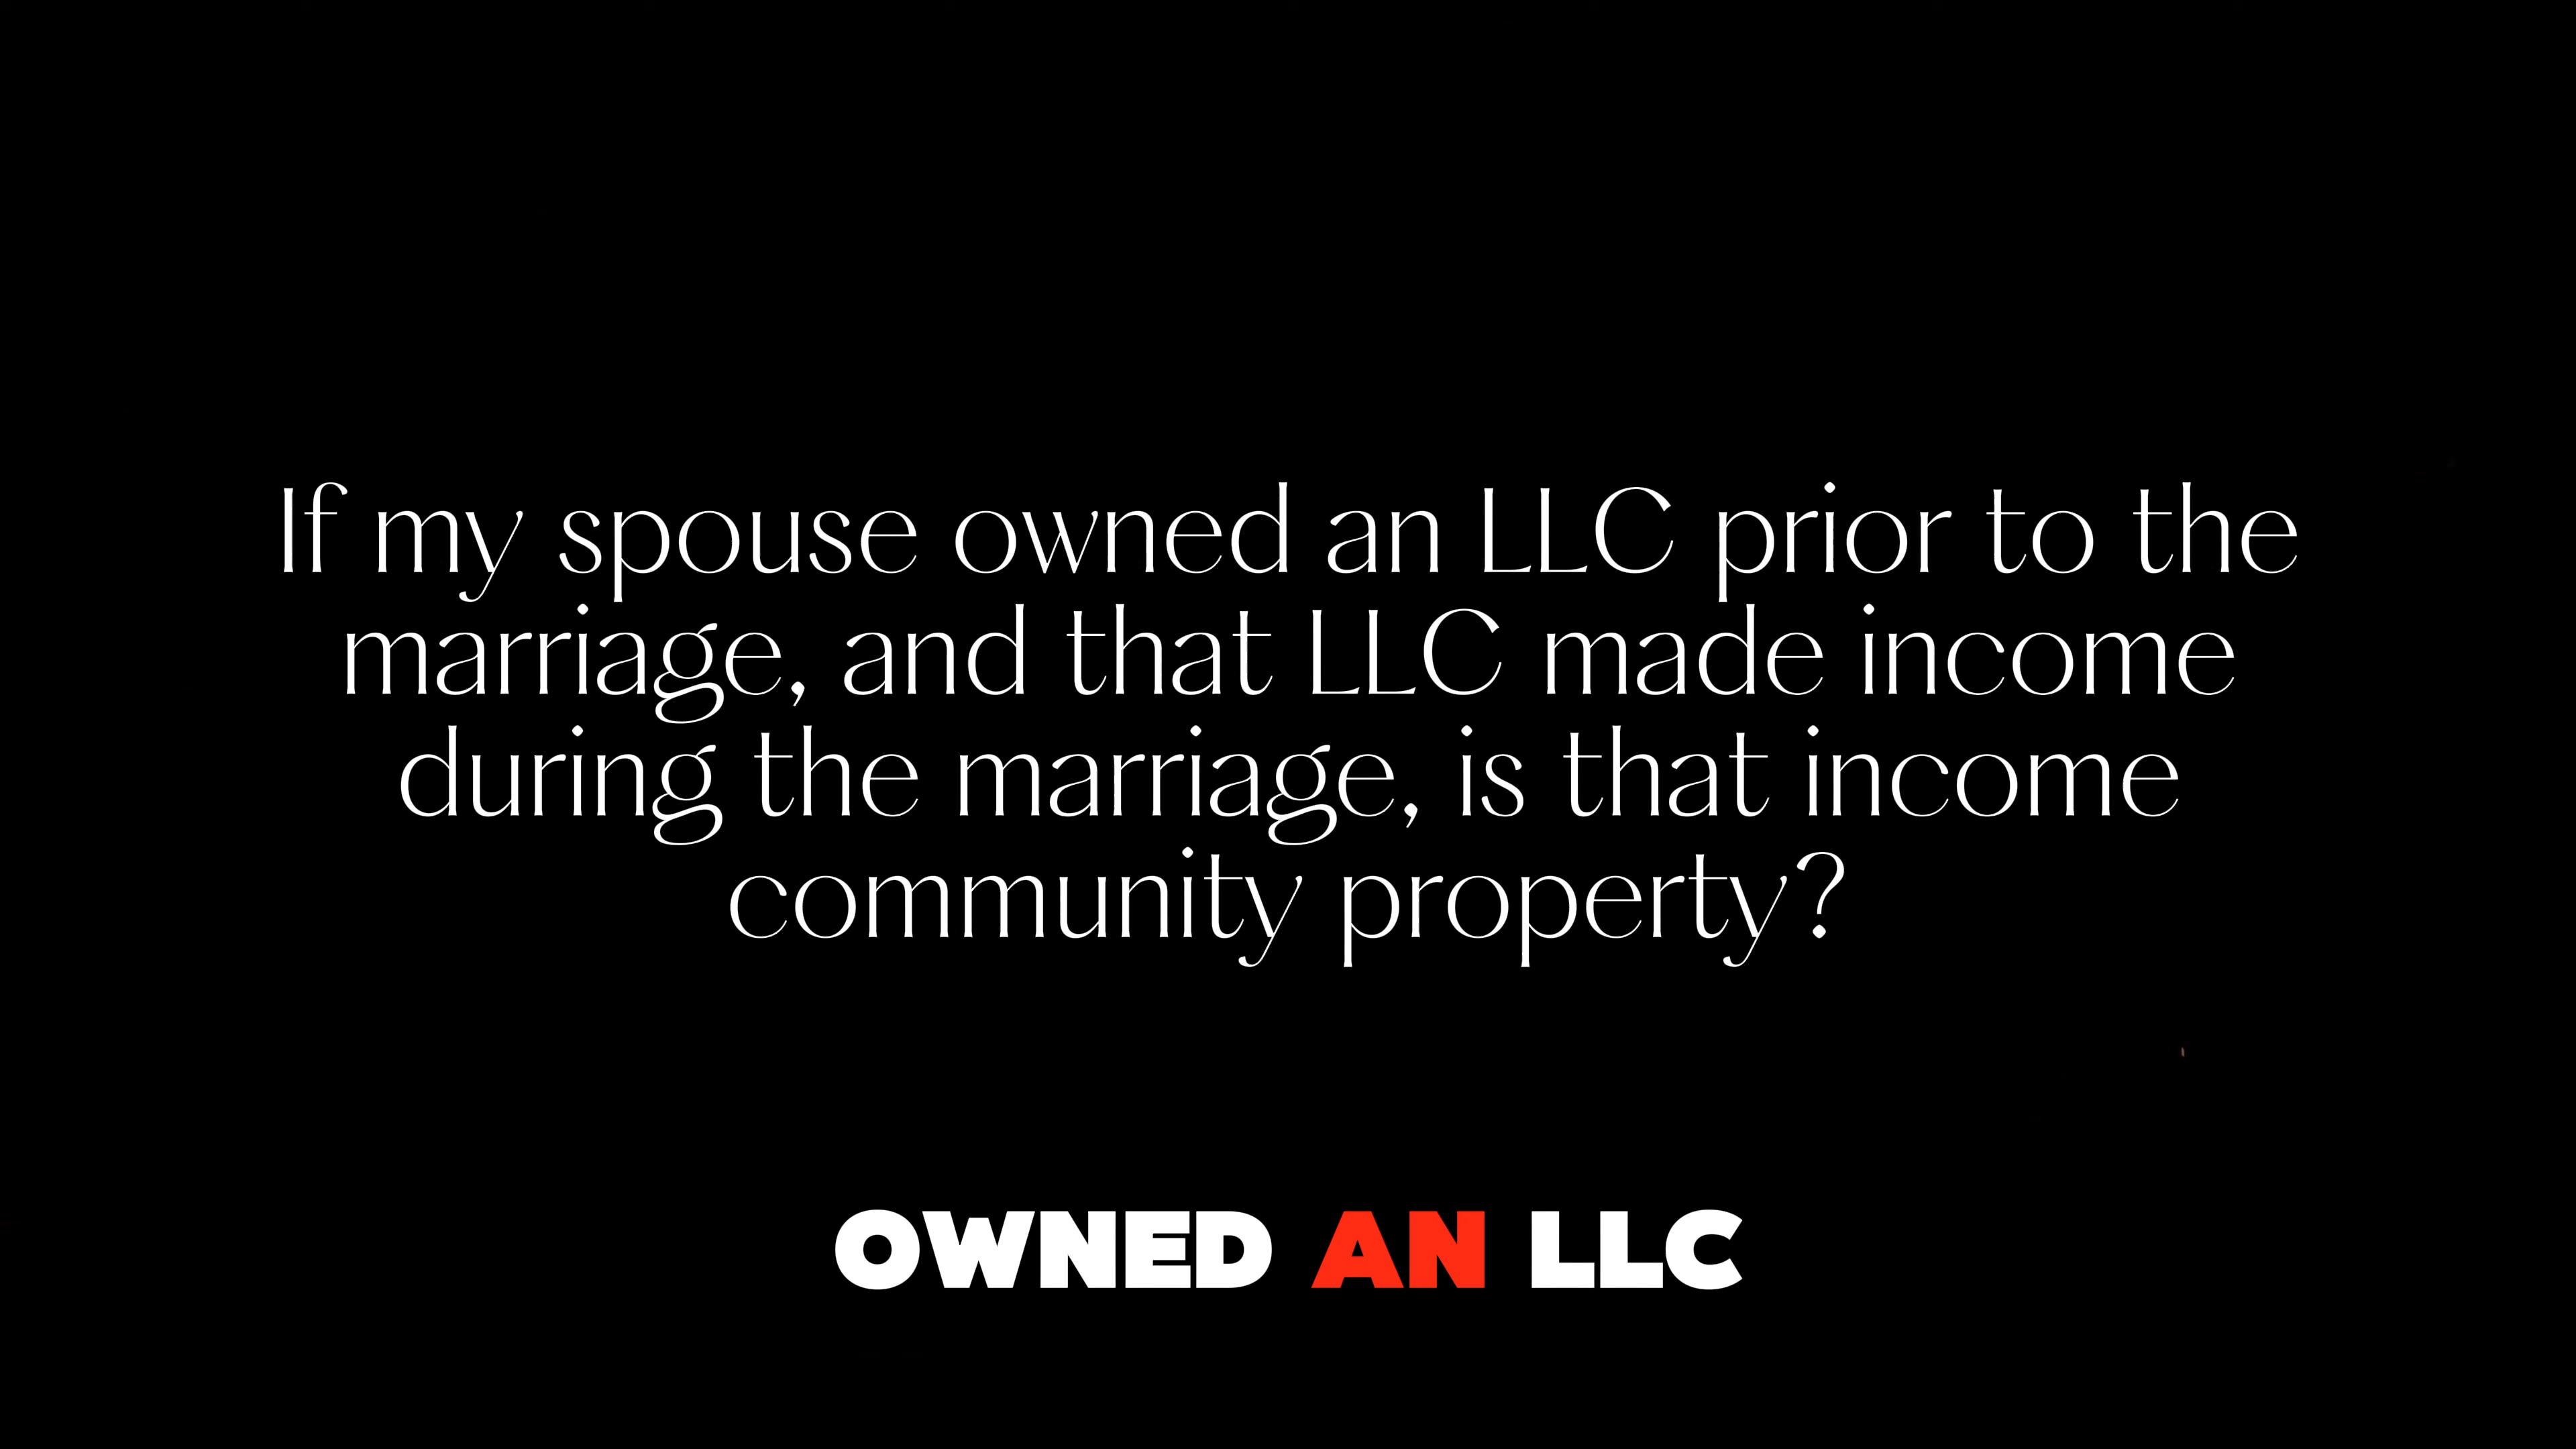 If my spouse owned an LLC prior to the
marriage, and that LLC made income
during the marriage, is that income
community property?
OWNED AN LLC